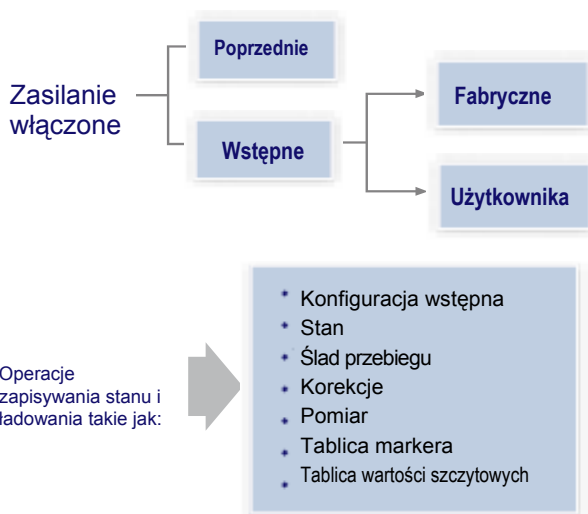 Zasilanie
włączone
Poprzednie
Wstępne
Fabryczne
Użytkownika
Operacje
zapisywania stanu i
ładowania takie jak:
Konfiguracja wstępna
Stan
Ślad przebiegu
Korekcje
Pomiar
Tablica markera
Tablica wartości szczytowych